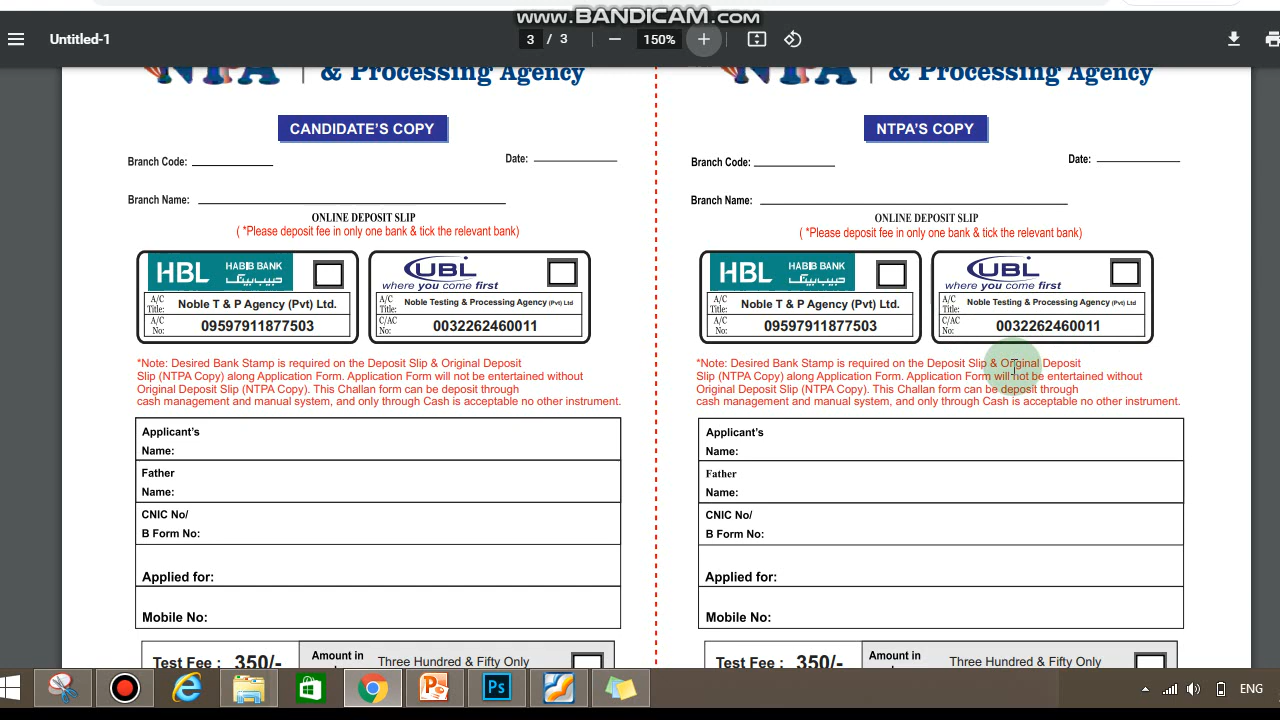 www.BANDICAM.com
Untitled-1
3 / 3
150%
NTPA
& Processing Agency
CANDIDATE'S COPY
Branch Code:
Date:
Branch Name:
ONLINE DEPOSIT SLIP
( *Please deposit fee in only one bank & tick the relevant bank)
HBL HABIB BANK
حبیب بینک
A/C Title: Noble T & P Agency (Pvt) Ltd.
A/C No: 09597911877503
UBL
where you come first
A/C Title: Noble Testing & Processing Agency (Pvt) Ltd
C/AC No: 0032262460011
*Note: Desired Bank Stamp is required on the Deposit Slip & Original Deposit
Slip (NTPA Copy) along Application Form. Application Form will not be entertained without
Original Deposit Slip (NTPA Copy). This Challan form can be deposit through
cash management and manual system, and only through Cash is acceptable no other instrument.
Applicant's
Name:
Father
Name:
CNIC No/
B Form No:
Applied for:
Mobile No:
Test Fee : 350/-
Amount in
Three Hundred & Fifty Only
NTPA
& Processing Agency
NTPA'S COPY
Branch Code:
Date:
Branch Name:
ONLINE DEPOSIT SLIP
( *Please deposit fee in only one bank & tick the relevant bank)
HBL HABIB BANK
حبیب بینک
A/C Title: Noble T & P Agency (Pvt) Ltd.
A/C No: 09597911877503
UBL
where you come first
A/C Title: Noble Testing & Processing Agency (Pvt) Ltd
C/AC No: 0032262460011
*Note: Desired Bank Stamp is required on the Deposit Slip & Original Deposit
Slip (NTPA Copy) along Application Form. Application Form will not be entertained without
Original Deposit Slip (NTPA Copy). This Challan form can be deposit through
cash management and manual system, and only through Cash is acceptable no other instrument.
Applicant's
Name:
Father
Name:
CNIC No/
B Form No:
Applied for:
Mobile No:
Test Fee : 350/-
Amount in
Three Hundred & Fifty Only
Ps
ENG